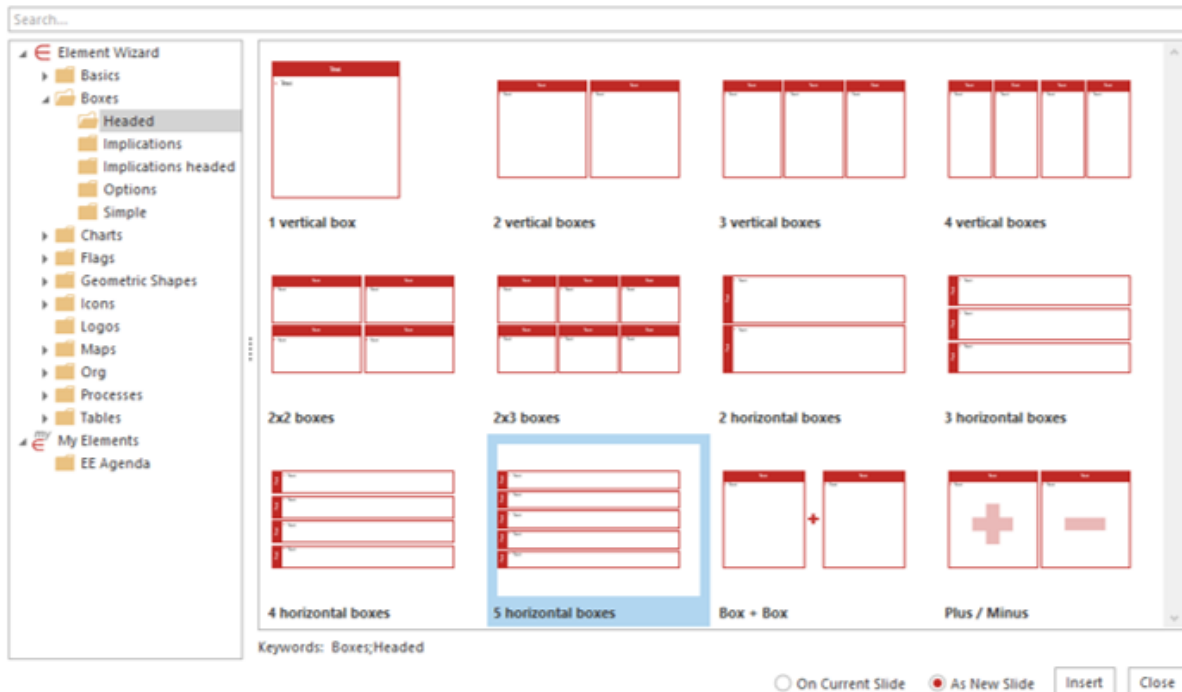 Search...
Element Wizard
Basics
Boxes
Headed
Implications
Implications headed
Options
Simple
Charts
Flags
Geometric Shapes
Icons
Logos
Maps
Org
Processes
Tables
my
My Elements
EE Agenda
1 vertical box
2 vertical boxes
3 vertical boxes
4 vertical boxes
2x2 boxes
2x3 boxes
2 horizontal boxes
3 horizontal boxes
4 horizontal boxes
5 horizontal boxes
Box + Box
Plus / Minus
Keywords: Boxes;Headed
On Current Slide
As New Slide
Insert
Close